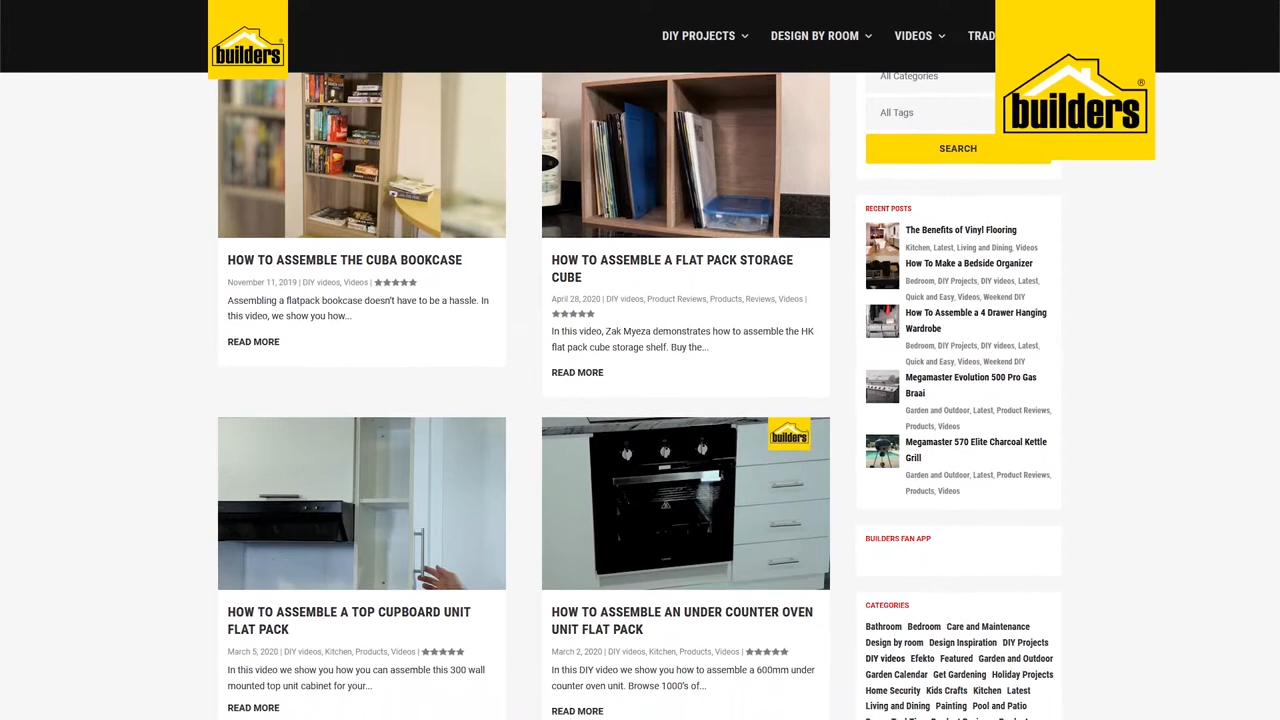 builders
DIY PROJECTS
DESIGN BY ROOM
VIDEOS
TRAD
builders
®
HOW TO ASSEMBLE THE CUBA BOOKCASE
November 11, 2019 | DIY videos, Videos | ★★★★★
Assembling a flatpack bookcase doesn't have to be a hassle. In
this video, we show you how...
READ MORE
HOW TO ASSEMBLE A FLAT PACK STORAGE
CUBE
April 28, 2020 | DIY videos, Product Reviews, Products, Reviews, Videos |
★★★★★
In this video, Zak Myeza demonstrates how to assemble the HK
flat pack cube storage shelf. Buy the...
READ MORE
builders
HOW TO ASSEMBLE A TOP CUPBOARD UNIT
FLAT PACK
March 5, 2020 | DIY videos, Kitchen, Products, Videos | ★★★★★
In this video we show you how you can assemble this 300 wall
mounted top unit cabinet for your...
READ MORE
HOW TO ASSEMBLE AN UNDER COUNTER OVEN
UNIT FLAT PACK
March 2, 2020 | DIY videos, Kitchen, Products, Videos | ★★★★★
In this DIY video we show you how to assemble a 600mm under
counter oven unit. Browse 1000's of...
READ MORE
All Categories
All Tags
SEARCH
RECENT POSTS
The Benefits of Vinyl Flooring
Kitchen, Latest, Living and Dining, Videos
How To Make a Bedside Organizer
Bedroom, DIY Projects, DIY videos, Latest,
Quick and Easy, Videos, Weekend DIY
How To Assemble a 4 Drawer Hanging
Wardrobe
Bedroom, DIY Projects, DIY videos, Latest,
Quick and Easy, Videos, Weekend DIY
Megamaster Evolution 500 Pro Gas
Braai
Garden and Outdoor, Latest, Product Reviews,
Products, Videos
Megamaster 570 Elite Charcoal Kettle
Grill
Garden and Outdoor, Latest, Product Reviews,
Products, Videos
BUILDERS FAN APP
CATEGORIES
Bathroom Bedroom Care and Maintenance
Design by room Design Inspiration DIY Projects
DIY videos Efekto Featured Garden and Outdoor
Garden Calendar Get Gardening Holiday Projects
Home Security Kids Crafts Kitchen Latest
Living and Dining Painting Pool and Patio